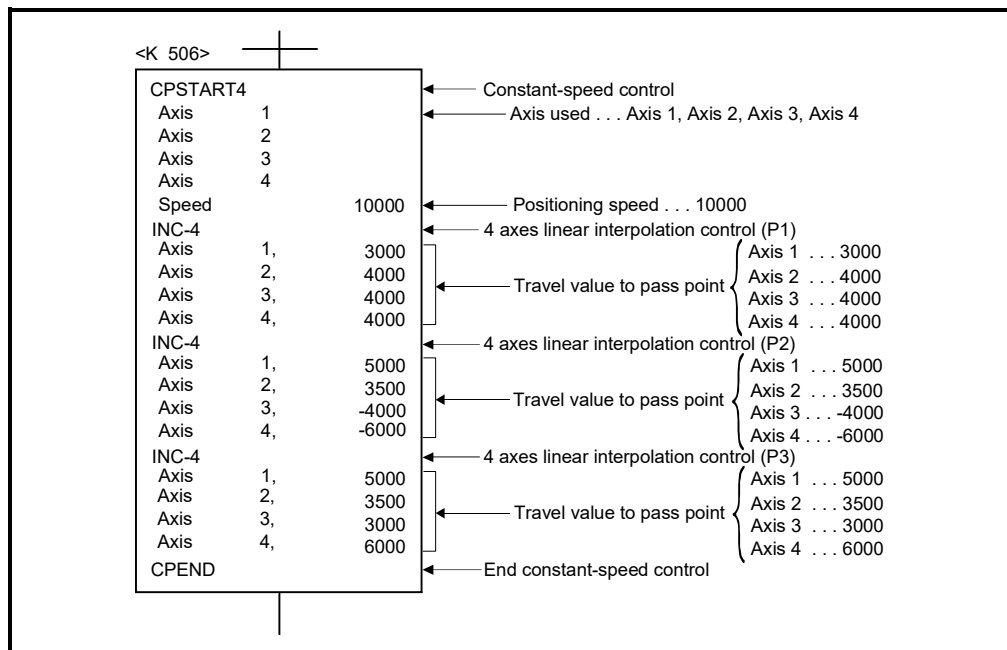 <K 506>
CPSTART4 Constant-speed control
Axis 1 Axis used . . . Axis 1, Axis 2, Axis 3, Axis 4
Axis 2
Axis 3
Axis 4
Speed 10000 Positioning speed . . . 10000
INC-4 4 axes linear interpolation control (P1)
Axis 1, 3000 Axis 1 . . . 3000
Axis 2, 4000 Travel value to pass point Axis 2 . . . 4000
Axis 3, 4000 Axis 3 . . . 4000
Axis 4, 4000 Axis 4 . . . 4000
INC-4 4 axes linear interpolation control (P2)
Axis 1, 5000 Axis 1 . . . 5000
Axis 2, 3500 Travel value to pass point Axis 2 . . . 3500
Axis 3, -4000 Axis 3 . . . -4000
Axis 4, -6000 Axis 4 . . . -6000
INC-4 4 axes linear interpolation control (P3)
Axis 1, 5000 Axis 1 . . . 5000
Axis 2, 3500 Travel value to pass point Axis 2 . . . 3500
Axis 3, 3000 Axis 3 . . . 3000
Axis 4, 6000 Axis 4 . . . 6000
CPEND End constant-speed control